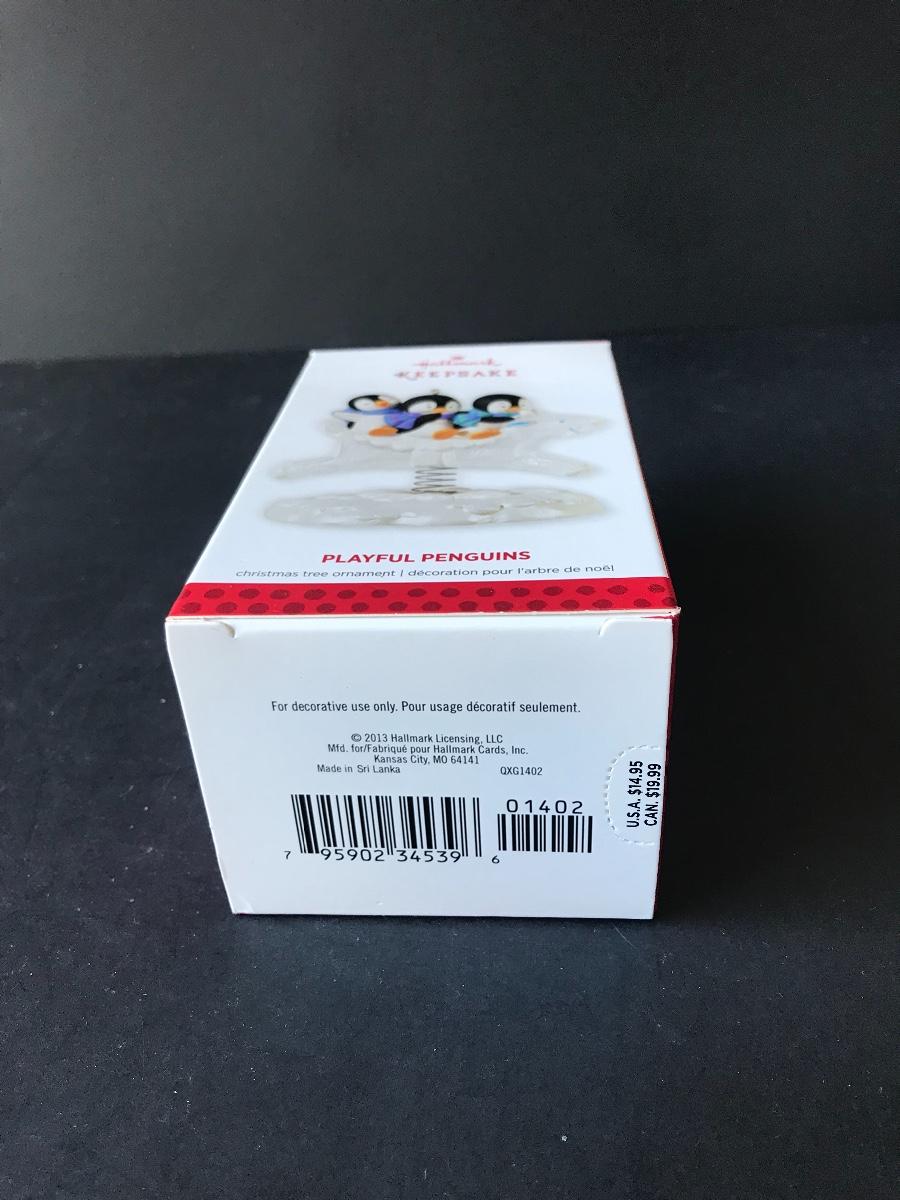 Hallmark
KEEPSAKE
PLAYFUL PENGUINS
christmas tree ornament | décoration pour l'arbre de noël
For decorative use only. Pour usage décoratif seulement.
© 2013 Hallmark Licensing, LLC
Mfd. for/Fabriqué pour Hallmark Cards, Inc.
Kansas City, MO 64141
Made in Sri Lanka QXG1402
01402
7 95902 34539 6
U.S.A. $14.95
CAN. $19.99